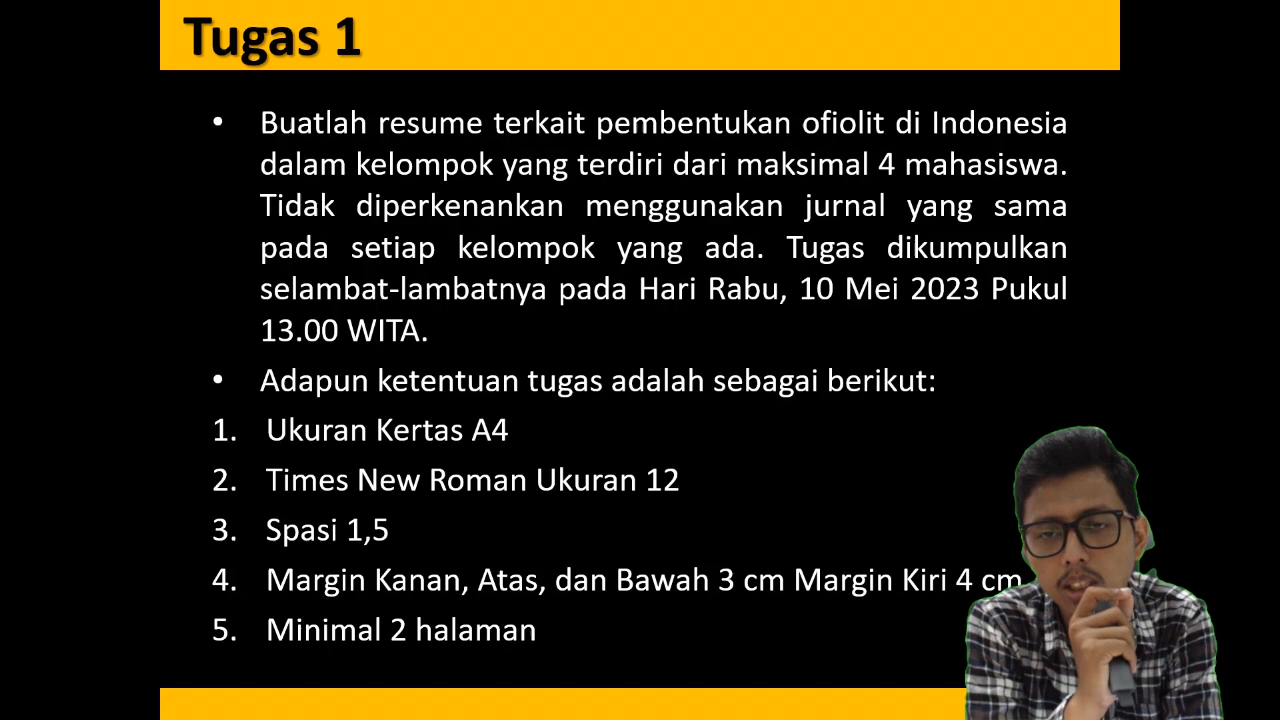 Tugas 1
• Buatlah resume terkait pembentukan ofiolit di Indonesia
dalam kelompok yang terdiri dari maksimal 4 mahasiswa.
Tidak diperkenankan menggunakan jurnal yang sama
pada setiap kelompok yang ada. Tugas dikumpulkan
selambat-lambatnya pada Hari Rabu, 10 Mei 2023 Pukul
13.00 WITA.
• Adapun ketentuan tugas adalah sebagai berikut:
1. Ukuran Kertas A4
2. Times New Roman Ukuran 12
3. Spasi 1,5
4. Margin Kanan, Atas, dan Bawah 3 cm Margin Kiri 4 cm
5. Minimal 2 halaman